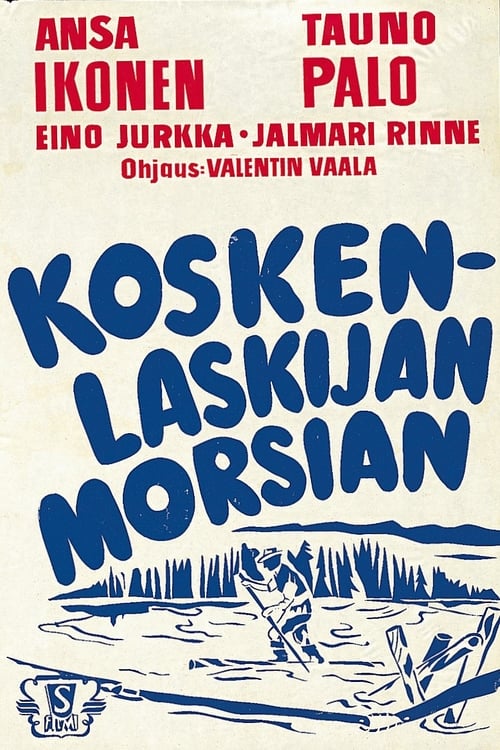 ANSA TAUNO
IKONEN PALO
EINO JURKKA • JALMARI RINNE
Ohjaus: VALENTIN VAALA
KOSKEN-
LASKIJAN
MORSIAN
S
FILMI